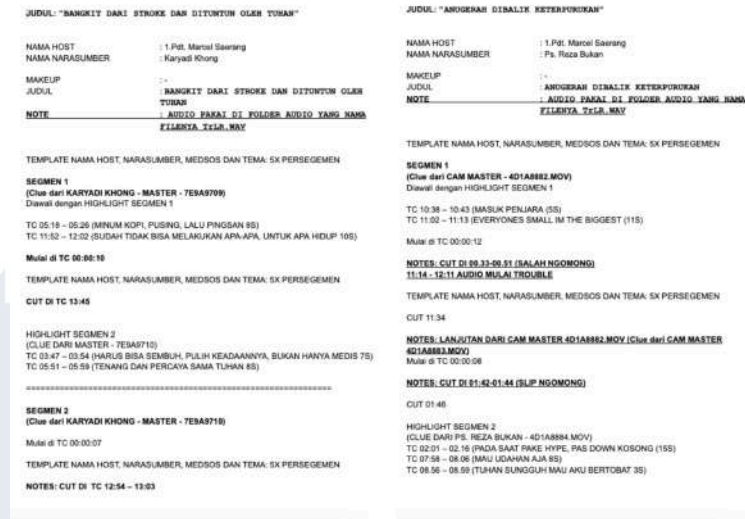 JUDUL: "BANGKIT DARI STROKE DAN DITUNTUN OLEH TUHAN"
NAMA HOST : 1.Pdt. Marcel Saerang
NAMA NARASUMBER : Karyadi Khong
MAKEUP : -
JUDUL : BANGKIT DARI STROKE DAN DITUNTUN OLEH
TUHAN
NOTE : AUDIO PAKAI DI FOLDER AUDIO YANG NAMA
FILENYA TrLR.WAV
TEMPLATE NAMA HOST, NARASUMBER, MEDSOS DAN TEMA: 5X PERSEGEMEN
SEGMEN 1
(Clue dari KARYADI KHONG - MASTER - 7E9A9709)
Diawali dengan HIGHLIGHT SEGMEN 1
TC 05:18 – 05:26 (MINUM KOPI, PUSING, LALU PINGSAN 8S)
TC 11:52 – 12:02 (SUDAH TIDAK BISA MELAKUKAN APA-APA, UNTUK APA HIDUP 10S)
Mulai di TC 00:00:10
TEMPLATE NAMA HOST, NARASUMBER, MEDSOS DAN TEMA: 5X PERSEGEMEN
CUT DI TC 13:45
HIGHLIGHT SEGMEN 2
(CLUE DARI MASTER - 7E9A9710)
TC 03:47 – 03:54 (HARUS BISA SEMBUH, PULIH KEADAANNYA, BUKAN HANYA MEDIS 7S)
TC 05:51 – 05:59 (TENANG DAN PERCAYA SAMA TUHAN 8S)
==============================================================
SEGMEN 2
(Clue dari KARYADI KHONG - MASTER - 7E9A9710)
Mulai di TC 00:00:07
TEMPLATE NAMA HOST, NARASUMBER, MEDSOS DAN TEMA: 5X PERSEGEMEN
NOTES: CUT DI TC 12:54 – 13:03
JUDUL: "ANUGERAH DIBALIK KETERPURUKAN"
NAMA HOST : 1.Pdt. Marcel Saerang
NAMA NARASUMBER : Ps. Reza Bukan
MAKEUP : -
JUDUL : ANUGERAH DIBALIK KETERPURUKAN
NOTE : AUDIO PAKAI DI FOLDER AUDIO YANG NAMA
FILENYA TrLR.WAV
TEMPLATE NAMA HOST, NARASUMBER, MEDSOS DAN TEMA: 5X PERSEGEMEN
SEGMEN 1
(Clue dari CAM MASTER - 4D1A8882.MOV)
Diawali dengan HIGHLIGHT SEGMEN 1
TC 10:38 – 10:43 (MASUK PENJARA (5S)
TC 11:02 – 11:13 (EVERYONES SMALL IM THE BIGGEST (11S)
Mulai di TC 00:00:12
NOTES: CUT DI 00.33-00.51 (SALAH NGOMONG)
11:14 - 12:11 AUDIO MULAI TROUBLE
TEMPLATE NAMA HOST, NARASUMBER, MEDSOS DAN TEMA: 5X PERSEGEMEN
CUT 11:34
NOTES: LANJUTAN DARI CAM MASTER 4D1A8882.MOV (Clue dari CAM MASTER
4D1A8883.MOV)
Mulai di TC 00:00:08
NOTES: CUT DI 01:42-01:44 (SLIP NGOMONG)
CUT 01:46
HIGHLIGHT SEGMEN 2
(CLUE DARI PS. REZA BUKAN - 4D1A8884.MOV)
TC 02:01 – 02.16 (PADA SAAT PAKE HYPE, PAS DOWN KOSONG (15S)
TC 07:58 – 08.06 (MAU UDAHAN AJA 8S)
TC 08.56 – 08.59 (TUHAN SUNGGUH MAU AKU BERTOBAT 3S)